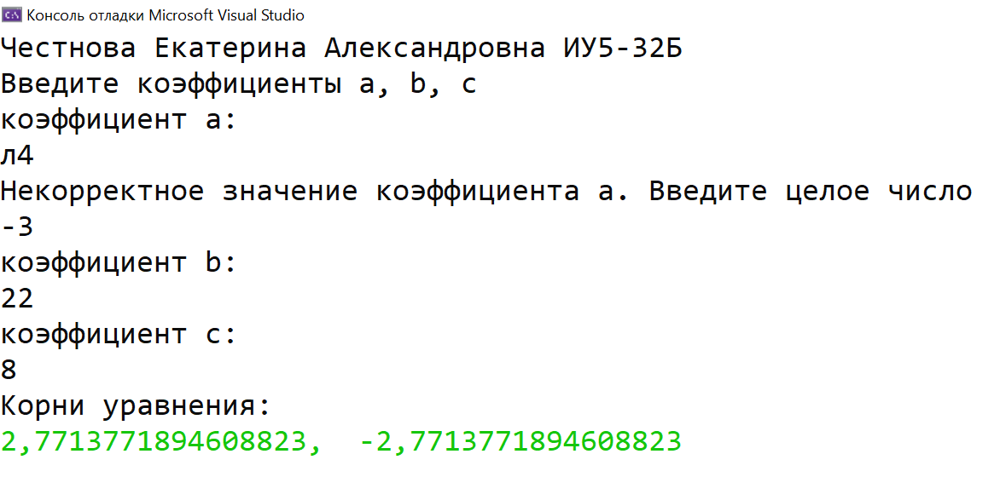 Консоль отладки Microsoft Visual Studio
Честнова Екатерина Александровна ИУ5-32Б
Введите коэффициенты a, b, c
коэффициент a:
л4
Некорректное значение коэффициента a. Введите целое число
-3
коэффициент b:
22
коэффициент c:
8
Корни уравнения:
2,7713771894608823,  -2,7713771894608823